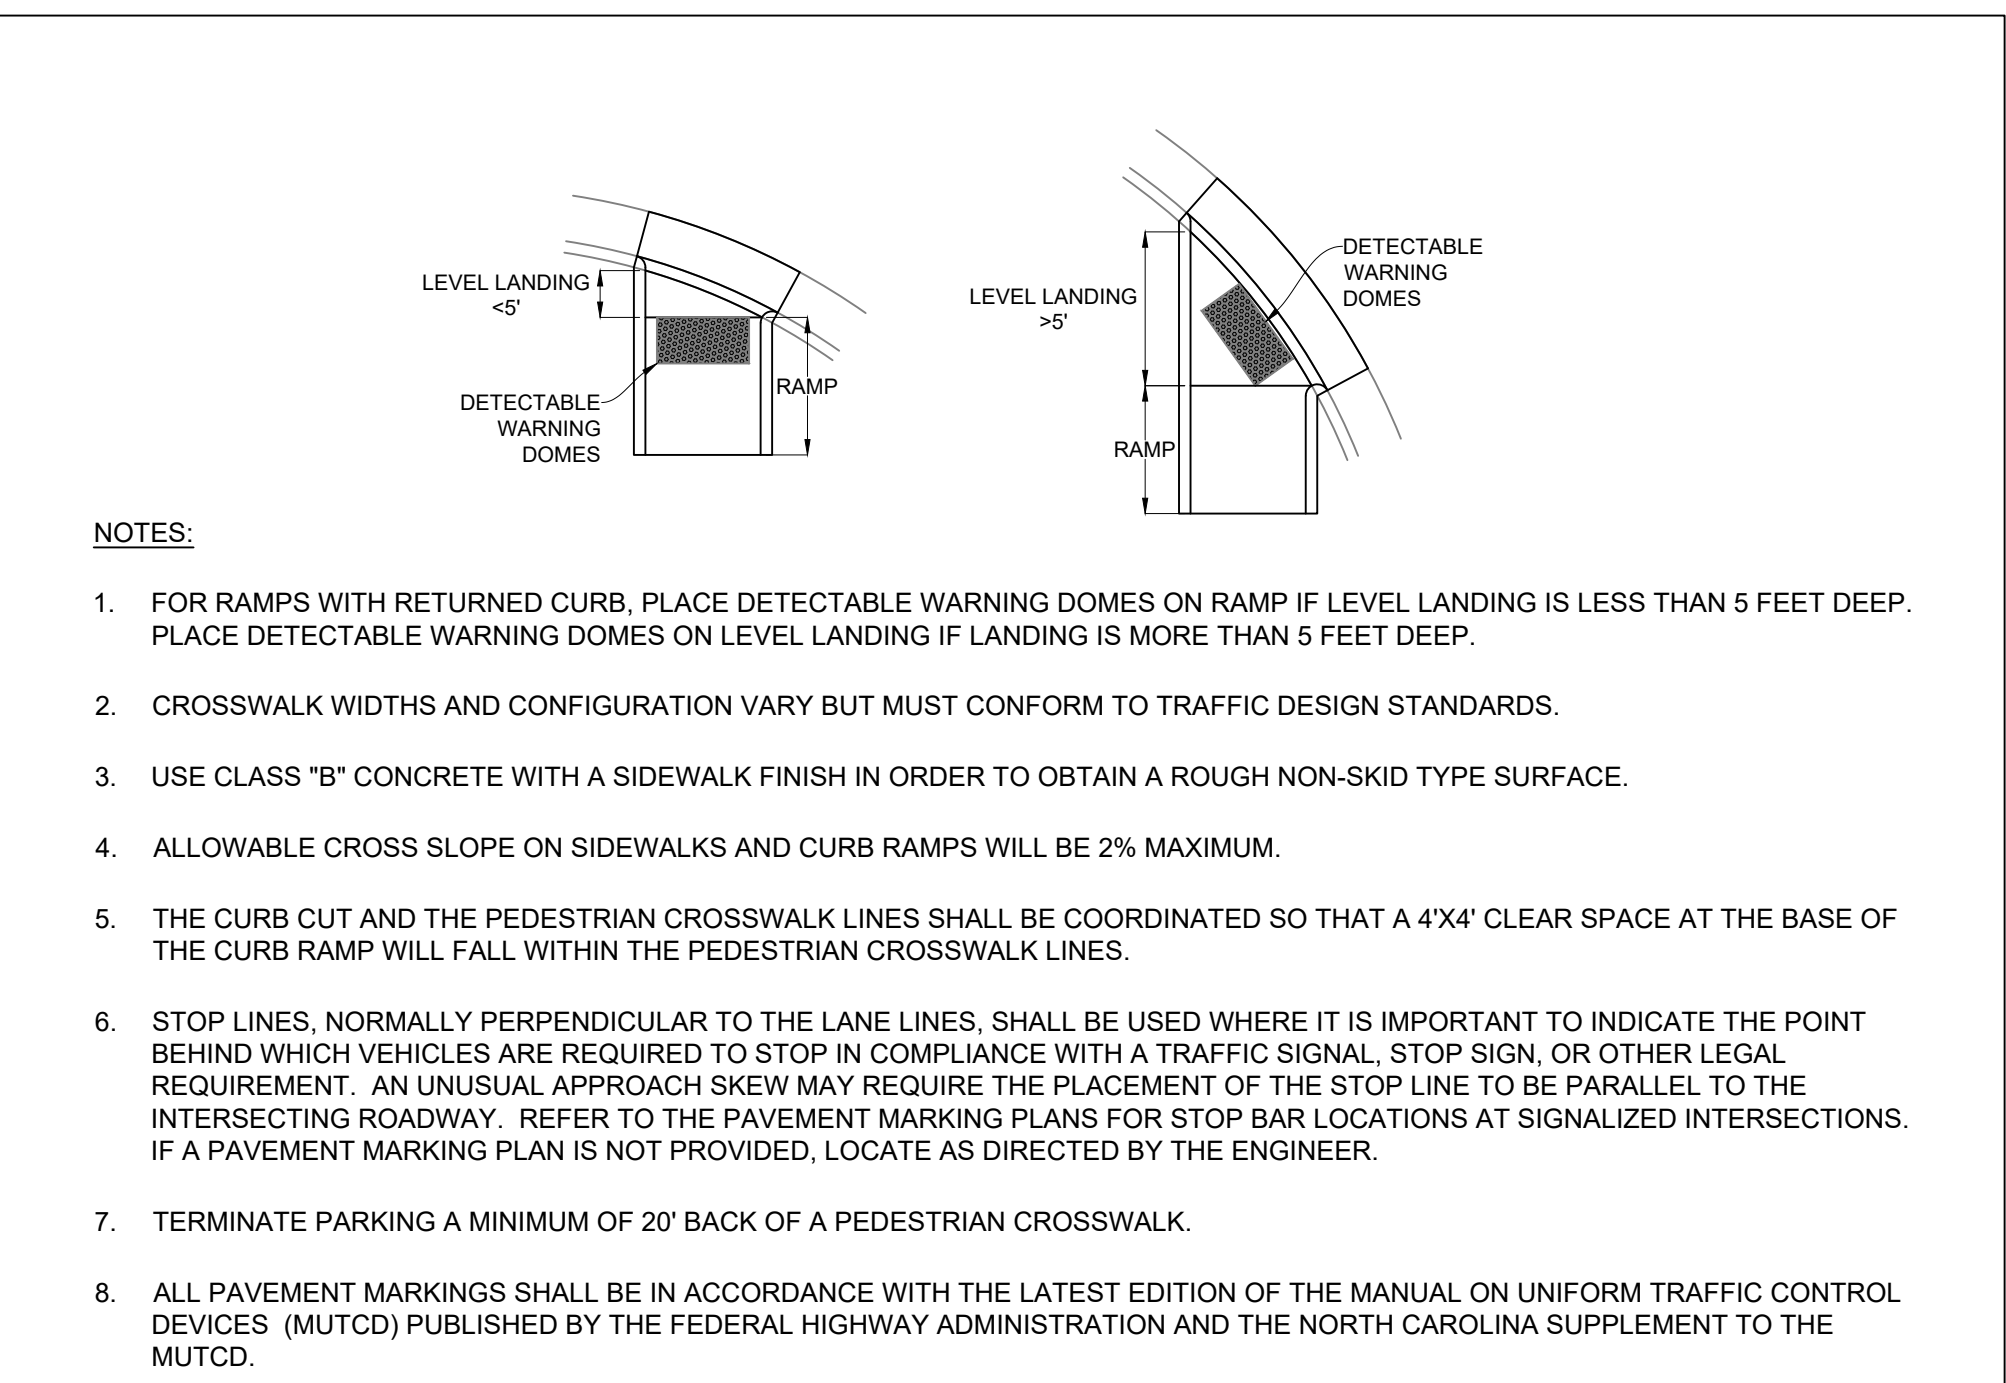 LEVEL LANDING
<5'
DETECTABLE
WARNING
DOMES
RAMP
LEVEL LANDING
>5'
DETECTABLE
WARNING
DOMES
RAMP
NOTES:
1. FOR RAMPS WITH RETURNED CURB, PLACE DETECTABLE WARNING DOMES ON RAMP IF LEVEL LANDING IS LESS THAN 5 FEET DEEP.
PLACE DETECTABLE WARNING DOMES ON LEVEL LANDING IF LANDING IS MORE THAN 5 FEET DEEP.
2. CROSSWALK WIDTHS AND CONFIGURATION VARY BUT MUST CONFORM TO TRAFFIC DESIGN STANDARDS.
3. USE CLASS "B" CONCRETE WITH A SIDEWALK FINISH IN ORDER TO OBTAIN A ROUGH NON-SKID TYPE SURFACE.
4. ALLOWABLE CROSS SLOPE ON SIDEWALKS AND CURB RAMPS WILL BE 2% MAXIMUM.
5. THE CURB CUT AND THE PEDESTRIAN CROSSWALK LINES SHALL BE COORDINATED SO THAT A 4'X4' CLEAR SPACE AT THE BASE OF
THE CURB RAMP WILL FALL WITHIN THE PEDESTRIAN CROSSWALK LINES.
6. STOP LINES, NORMALLY PERPENDICULAR TO THE LANE LINES, SHALL BE USED WHERE IT IS IMPORTANT TO INDICATE THE POINT
BEHIND WHICH VEHICLES ARE REQUIRED TO STOP IN COMPLIANCE WITH A TRAFFIC SIGNAL, STOP SIGN, OR OTHER LEGAL
REQUIREMENT. AN UNUSUAL APPROACH SKEW MAY REQUIRE THE PLACEMENT OF THE STOP LINE TO BE PARALLEL TO THE
INTERSECTING ROADWAY. REFER TO THE PAVEMENT MARKING PLANS FOR STOP BAR LOCATIONS AT SIGNALIZED INTERSECTIONS.
IF A PAVEMENT MARKING PLAN IS NOT PROVIDED, LOCATE AS DIRECTED BY THE ENGINEER.
7. TERMINATE PARKING A MINIMUM OF 20' BACK OF A PEDESTRIAN CROSSWALK.
8. ALL PAVEMENT MARKINGS SHALL BE IN ACCORDANCE WITH THE LATEST EDITION OF THE MANUAL ON UNIFORM TRAFFIC CONTROL
DEVICES (MUTCD) PUBLISHED BY THE FEDERAL HIGHWAY ADMINISTRATION AND THE NORTH CAROLINA SUPPLEMENT TO THE
MUTCD.